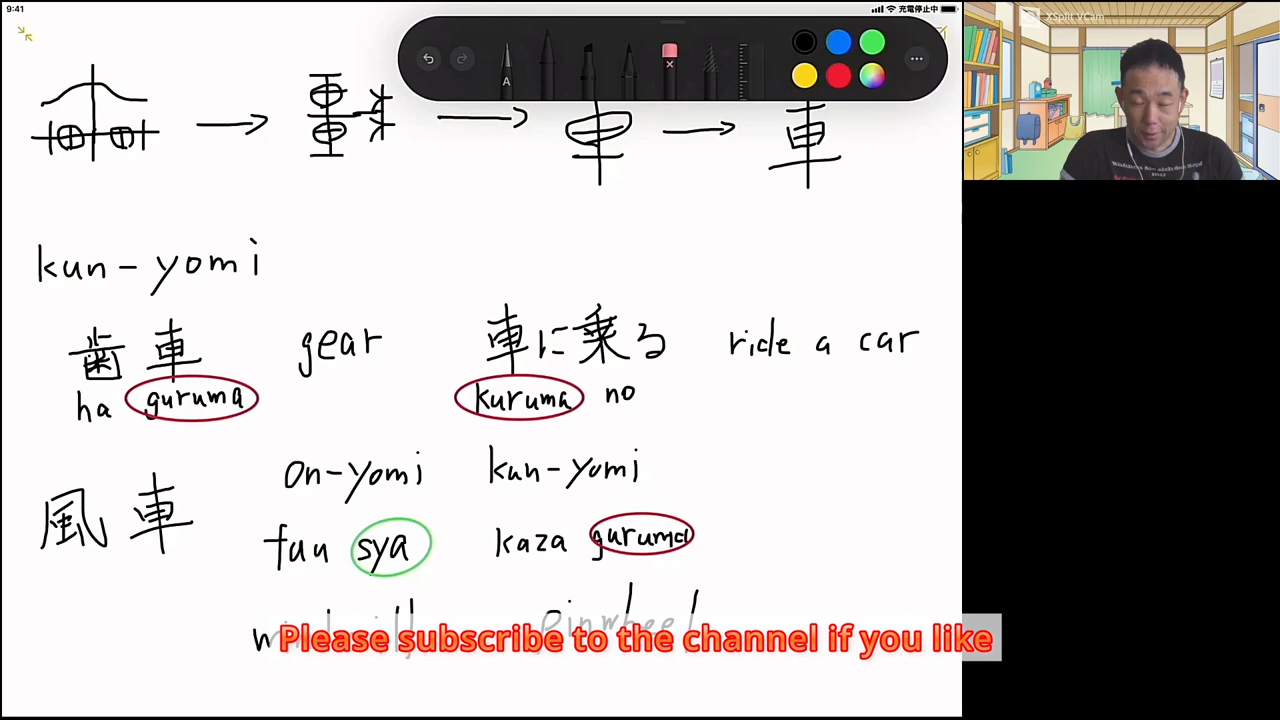 9:41
充電停止中
XSplit VCam
A
車
kun-yomi
歯車 gear 車に乗る ride a car
ha guruma kuruma no
on-yomi kun-yomi
風車 fuu sya kaza guruma
pinwheel
Please subscribe to the channel if you like